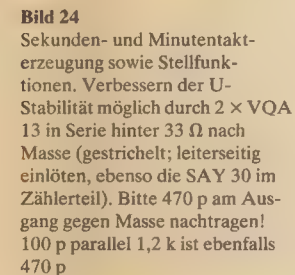 Bild 24
Sekunden- und Minutentakt-
erzeugung sowie Stellfunk-
tionen. Verbessern der U-
Stabilität möglich durch 2 × VQA
13 in Serie hinter 33 Ω nach
Masse (gestrichelt; leiterseitig
einlöten, ebenso die SAY 30 im
Zählerteil). Bitte 470 p am Aus-
gang gegen Masse nachtragen!
100 p parallel 1,2 k ist ebenfalls
470 p